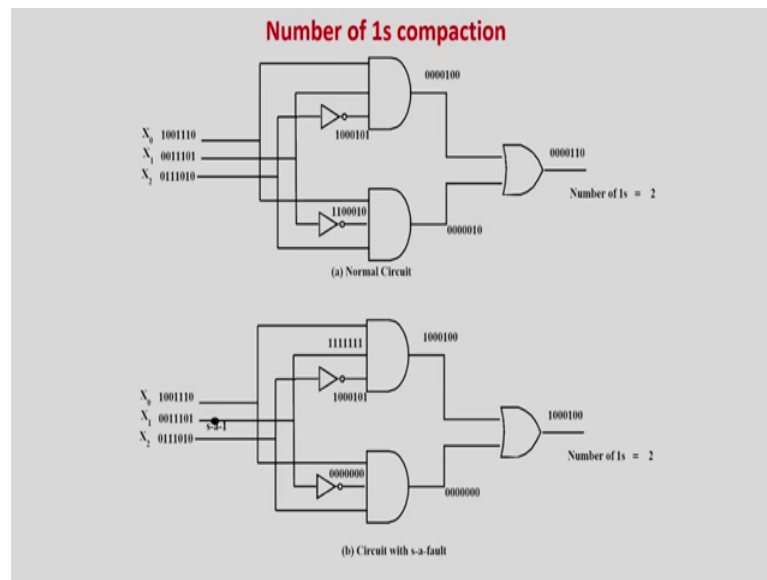 Number of 1s compaction
0000100
1000101
X0 1001110
X1 0011101
X2 0111010
0000110
Number of 1s = 2
1100010
0000010
(a) Normal Circuit
1111111
1000100
1000101
X0 1001110
X1 0011101
s-a-1
X2 0111010
1000100
Number of 1s = 2
0000000
0000000
(b) Circuit with s-a-fault